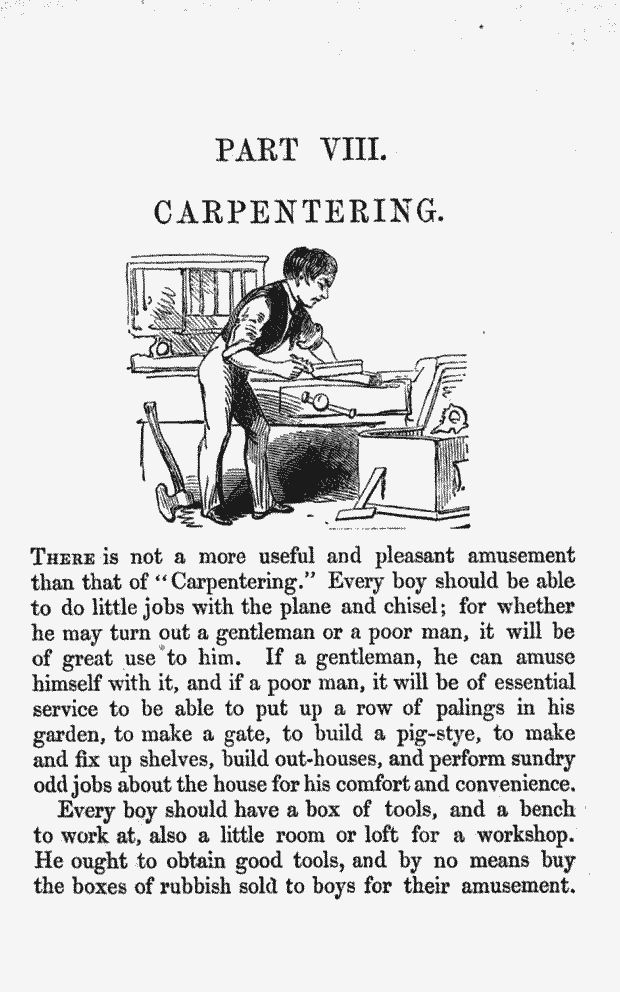 PART VIII.
CARPENTERING.
THERE is not a more useful and pleasant amusement
than that of "Carpentering." Every boy should be able
to do little jobs with the plane and chisel; for whether
he may turn out a gentleman or a poor man, it will be
of great use to him. If a gentleman, he can amuse
himself with it, and if a poor man, it will be of essential
service to be able to put up a row of palings in his
garden, to make a gate, to build a pig-stye, to make
and fix up shelves, build out-houses, and perform sundry
odd jobs about the house for his comfort and convenience.
Every boy should have a box of tools, and a bench
to work at, also a little room or loft for a workshop.
He ought to obtain good tools, and by no means buy
the boxes of rubbish sold to boys for their amusement.